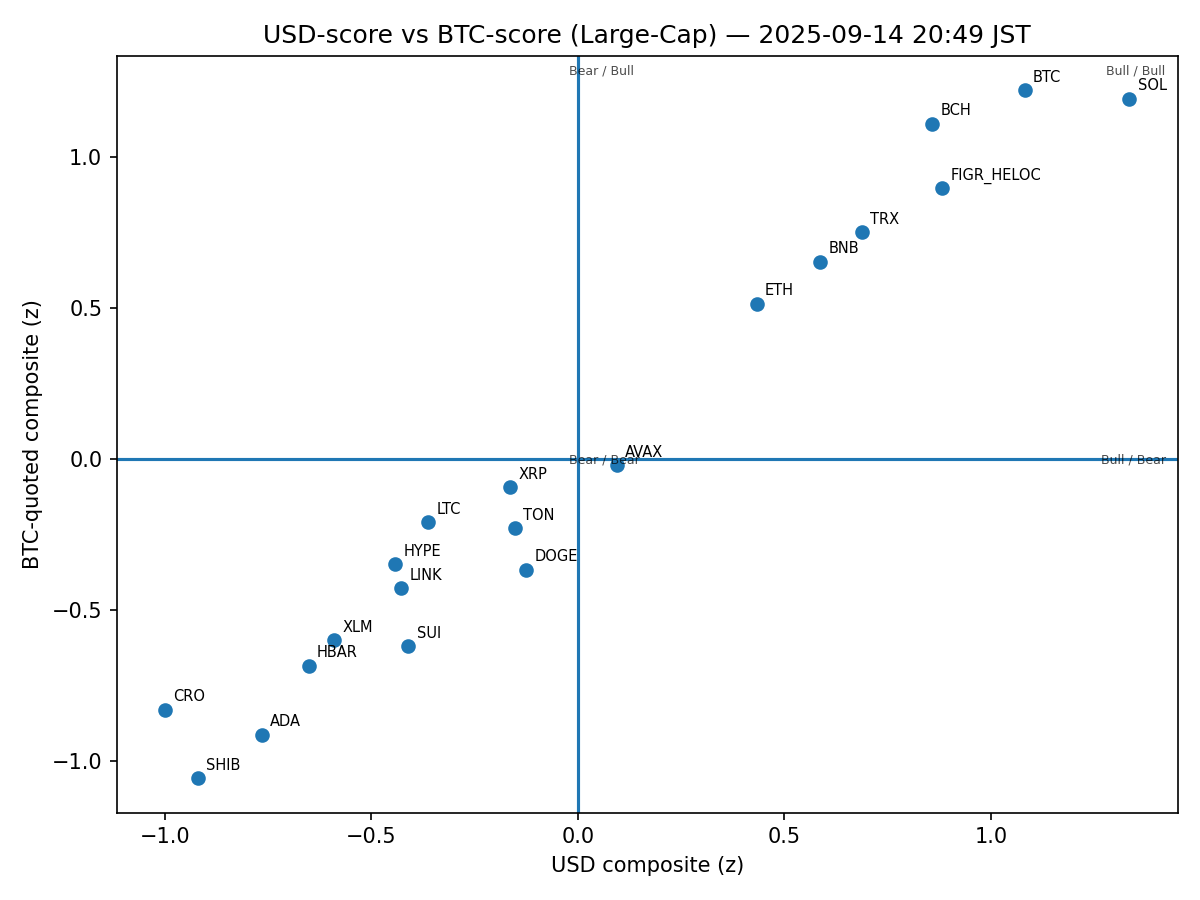 USD-score vs BTC-score (Large-Cap) — 2025-09-14 20:49 JST
Bear / Bull
Bull / Bull
BTC
SOL
BCH
FIGR_HELOC
TRX
BNB
ETH
AVAX
Bear / Bear
Bull / Bear
XRP
LTC
TON
HYPE
DOGE
LINK
XLM
SUI
HBAR
CRO
ADA
SHIB
1.0
0.5
0.0
−0.5
−1.0
BTC-quoted composite (z)
−1.0
−0.5
0.0
0.5
1.0
USD composite (z)